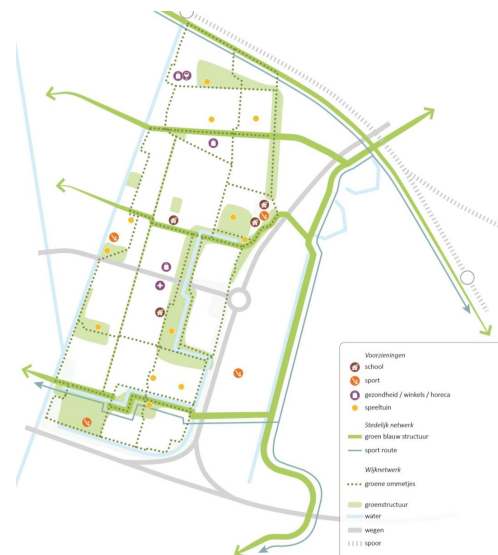 Voorzieningen
school
sport
gezondheid / winkels / horeca
speeltuin
Stedelijk netwerk
groen blauw structuur
sport route
Wijknetwerk
groene ommetjes
groenstructuur
water
wegen
spoor